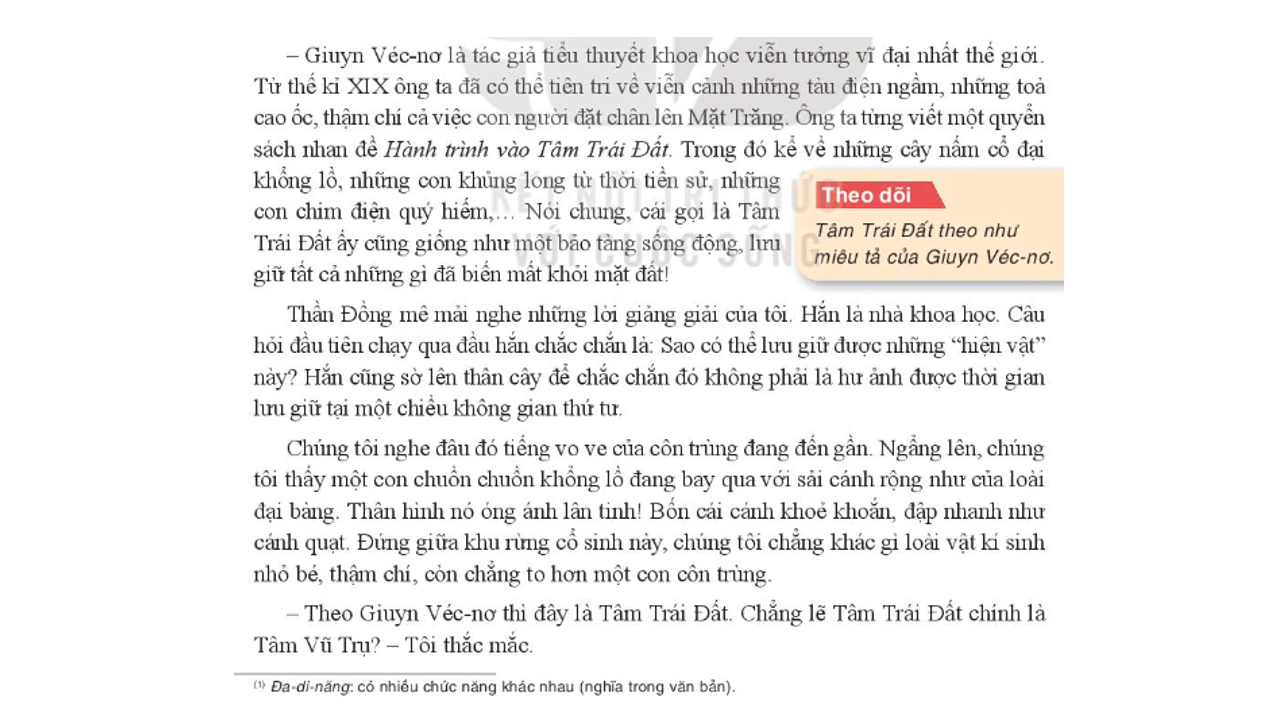 – Giuyn Véc-nơ là tác giả tiểu thuyết khoa học viễn tưởng vĩ đại nhất thế giới.
Từ thế kỉ XIX ông ta đã có thể tiên tri về viễn cảnh những tàu điện ngầm, những toà
cao ốc, thậm chí cả việc con người đặt chân lên Mặt Trăng. Ông ta từng viết một quyển
sách nhan đề Hành trình vào Tâm Trái Đất. Trong đó kể về những cây nấm cổ đại
khổng lồ, những con khủng long từ thời tiền sử, những
con chim điện quý hiếm,... Nói chung, cái gọi là Tâm
Trái Đất ấy cũng giống như một bảo tàng sống động, lưu
giữ tất cả những gì đã biến mất khỏi mặt đất!
Theo dõi
Tâm Trái Đất theo như
miêu tả của Giuyn Véc-nơ.
KẾT NỐI TRI THỨC
VỚI CUỘC SỐNG
Thần Đồng mê mải nghe những lời giảng giải của tôi. Hắn là nhà khoa học. Câu
hỏi đầu tiên chạy qua đầu hắn chắc chắn là: Sao có thể lưu giữ được những “hiện vật”
này? Hắn cũng sờ lên thân cây để chắc chắn đó không phải là hư ảnh được thời gian
lưu giữ tại một chiều không gian thứ tư.
Chúng tôi nghe đâu đó tiếng vo ve của côn trùng đang đến gần. Ngẩng lên, chúng
tôi thấy một con chuồn chuồn khổng lồ đang bay qua với sải cánh rộng như của loài
đại bàng. Thân hình nó óng ánh lân tinh! Bốn cái cánh khoẻ khoắn, đập nhanh như
cánh quạt. Đứng giữa khu rừng cổ sinh này, chúng tôi chẳng khác gì loài vật kí sinh
nhỏ bé, thậm chí, còn chẳng to hơn một con côn trùng.
– Theo Giuyn Véc-nơ thì đây là Tâm Trái Đất. Chẳng lẽ Tâm Trái Đất chính là
Tâm Vũ Trụ? – Tôi thắc mắc.
(1) Đa-di-năng: có nhiều chức năng khác nhau (nghĩa trong văn bản).